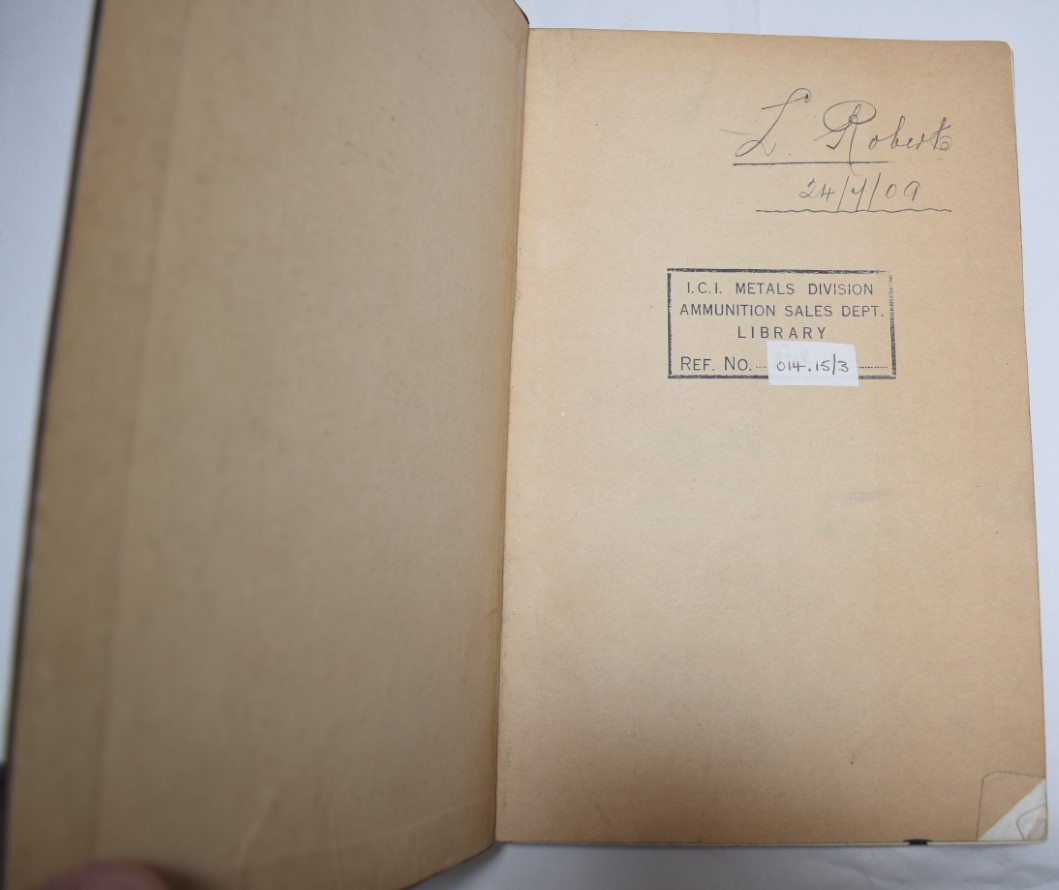 L. Roberts
24/7/09
I.C.I. METALS DIVISION
AMMUNITION SALES DEPT.
LIBRARY
REF. NO. 014.15/3